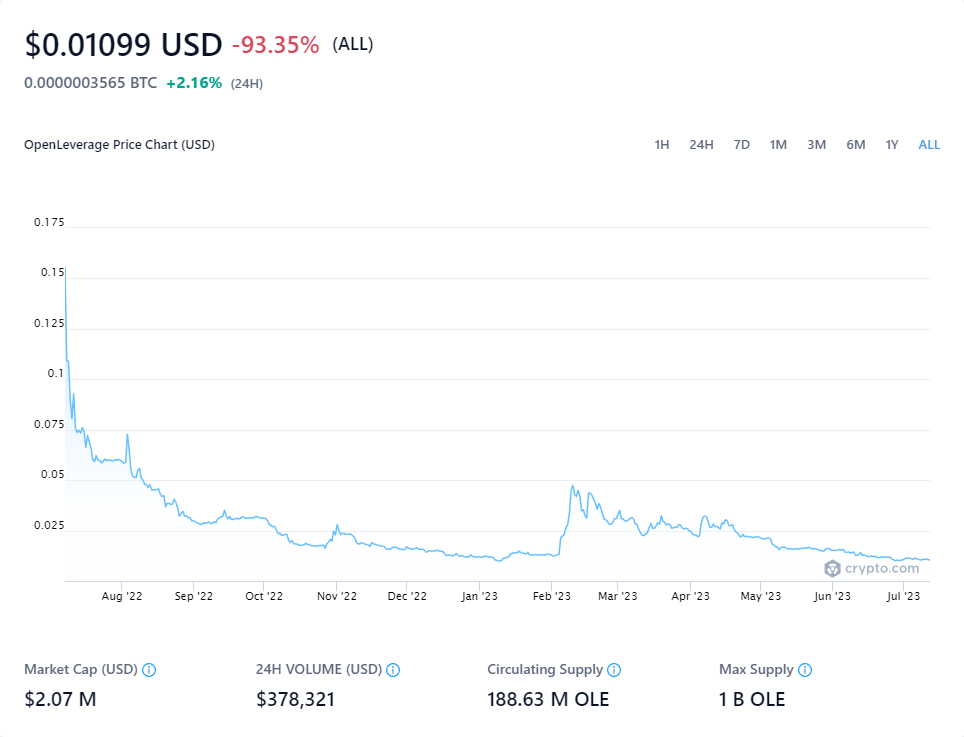 $0.01099 USD -93.35% (ALL)
0.0000003565 BTC +2.16% (24H)
OpenLeverage Price Chart (USD) 1H 24H 7D 1M 3M 6M 1Y ALL
0.175
0.15
0.125
0.1
0.075
0.05
0.025
crypto.com
Aug '22 Sep '22 Oct '22 Nov '22 Dec '22 Jan '23 Feb '23 Mar '23 Apr '23 May '23 Jun '23 Jul '23
Market Cap (USD) 24H VOLUME (USD) Circulating Supply Max Supply
$2.07 M $378,321 188.63 M OLE 1 B OLE